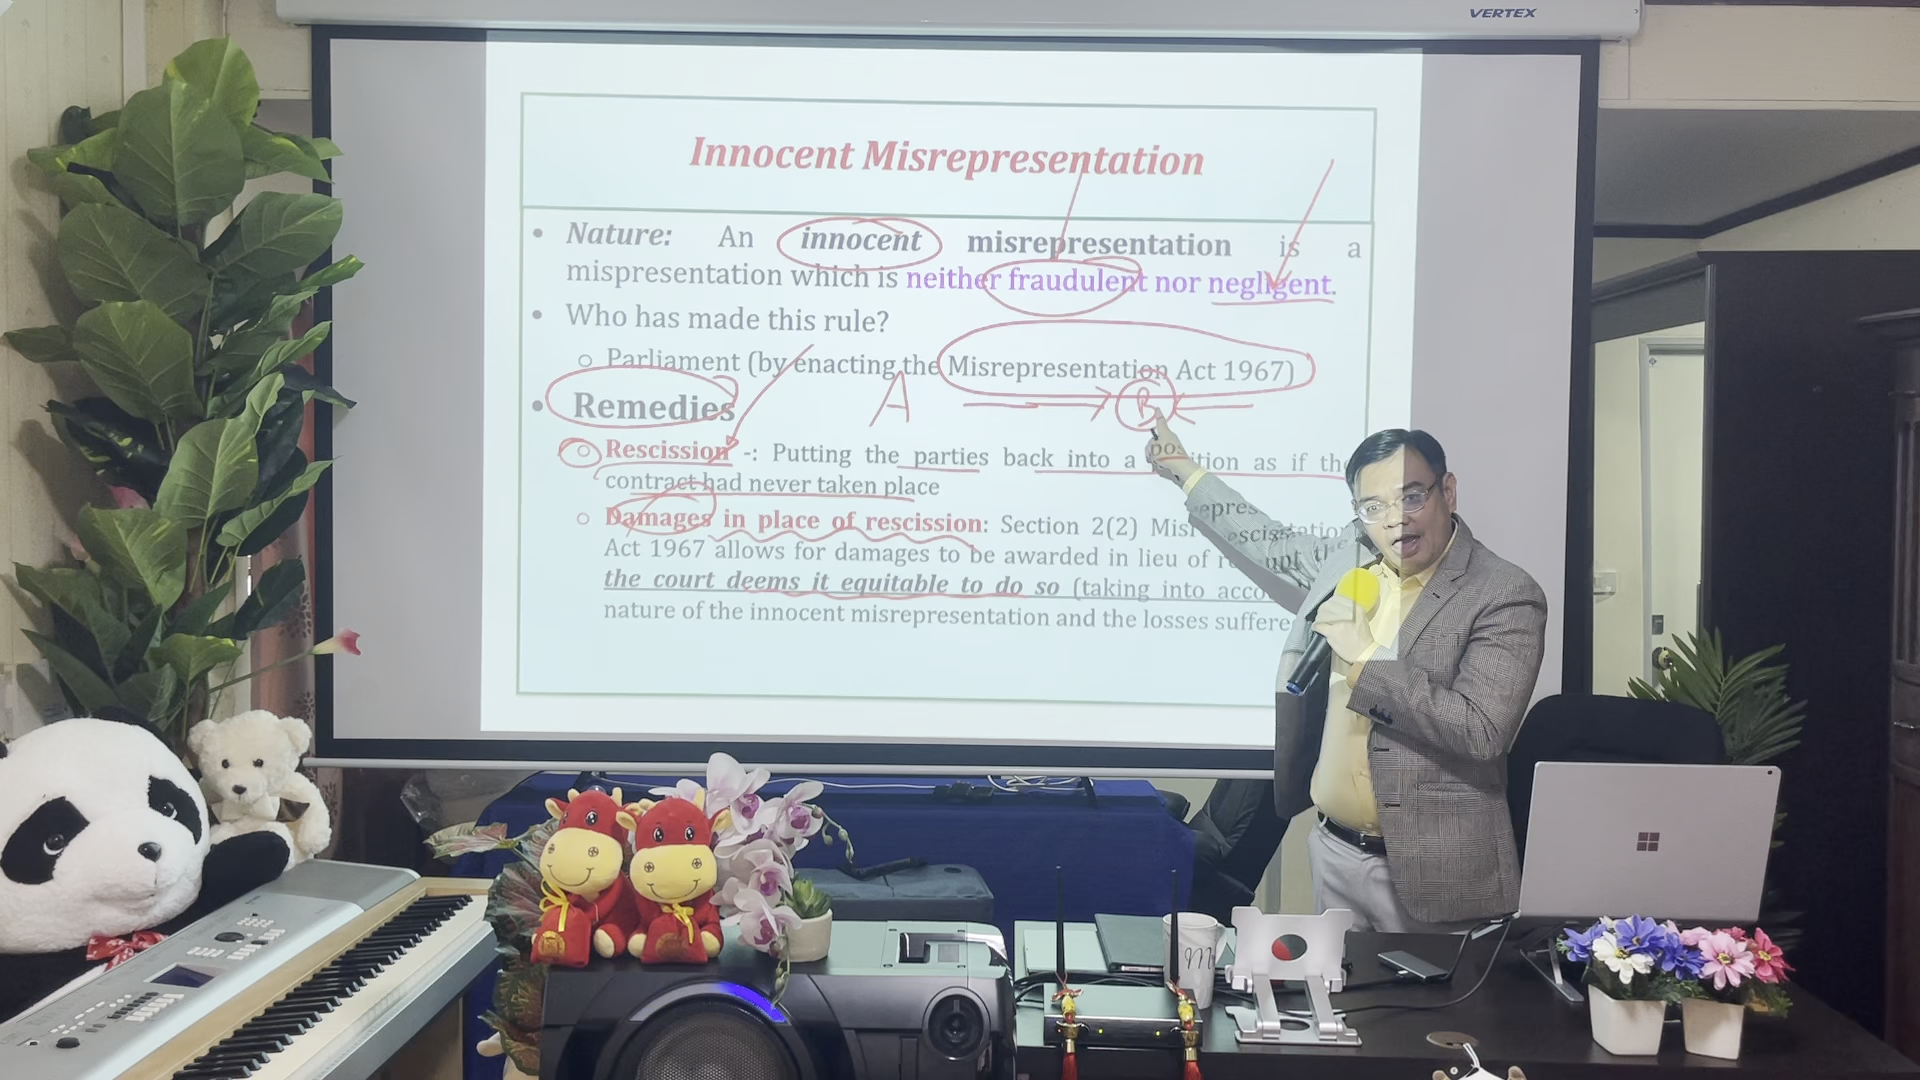 VERTEX
Innocent Misrepresentation
• Nature: An innocent misrepresentation is a
mispresentation which is neither fraudulent nor negligent.
• Who has made this rule?
o Parliament (by enacting the Misrepresentation Act 1967)
A B
• Remedies
o Rescission -: Putting the parties back into a position as if the
contract had never taken place
o Damages in place of rescission: Section 2(2)
Act 1967 allows for damages to be awarded in lieu of
the court deems it equitable to do so (taking into
nature of the innocent misrepresentation and the losses